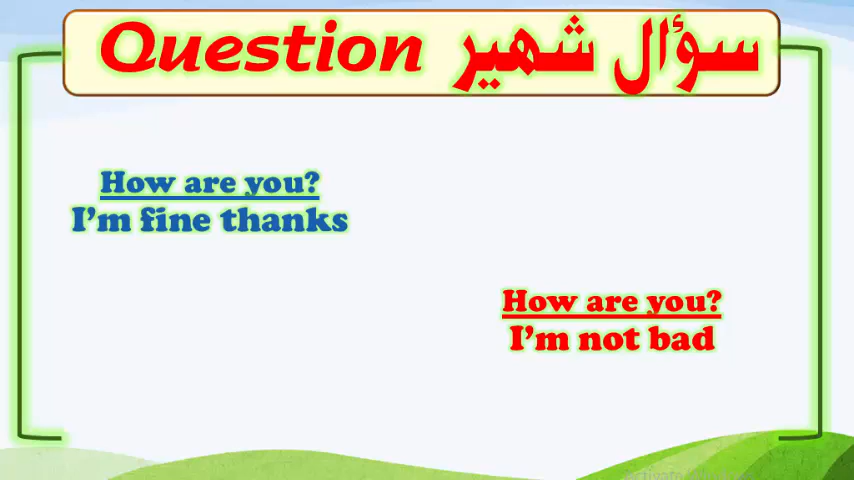 Question سؤال شهير
How are you?
I'm fine thanks
How are you?
I'm not bad